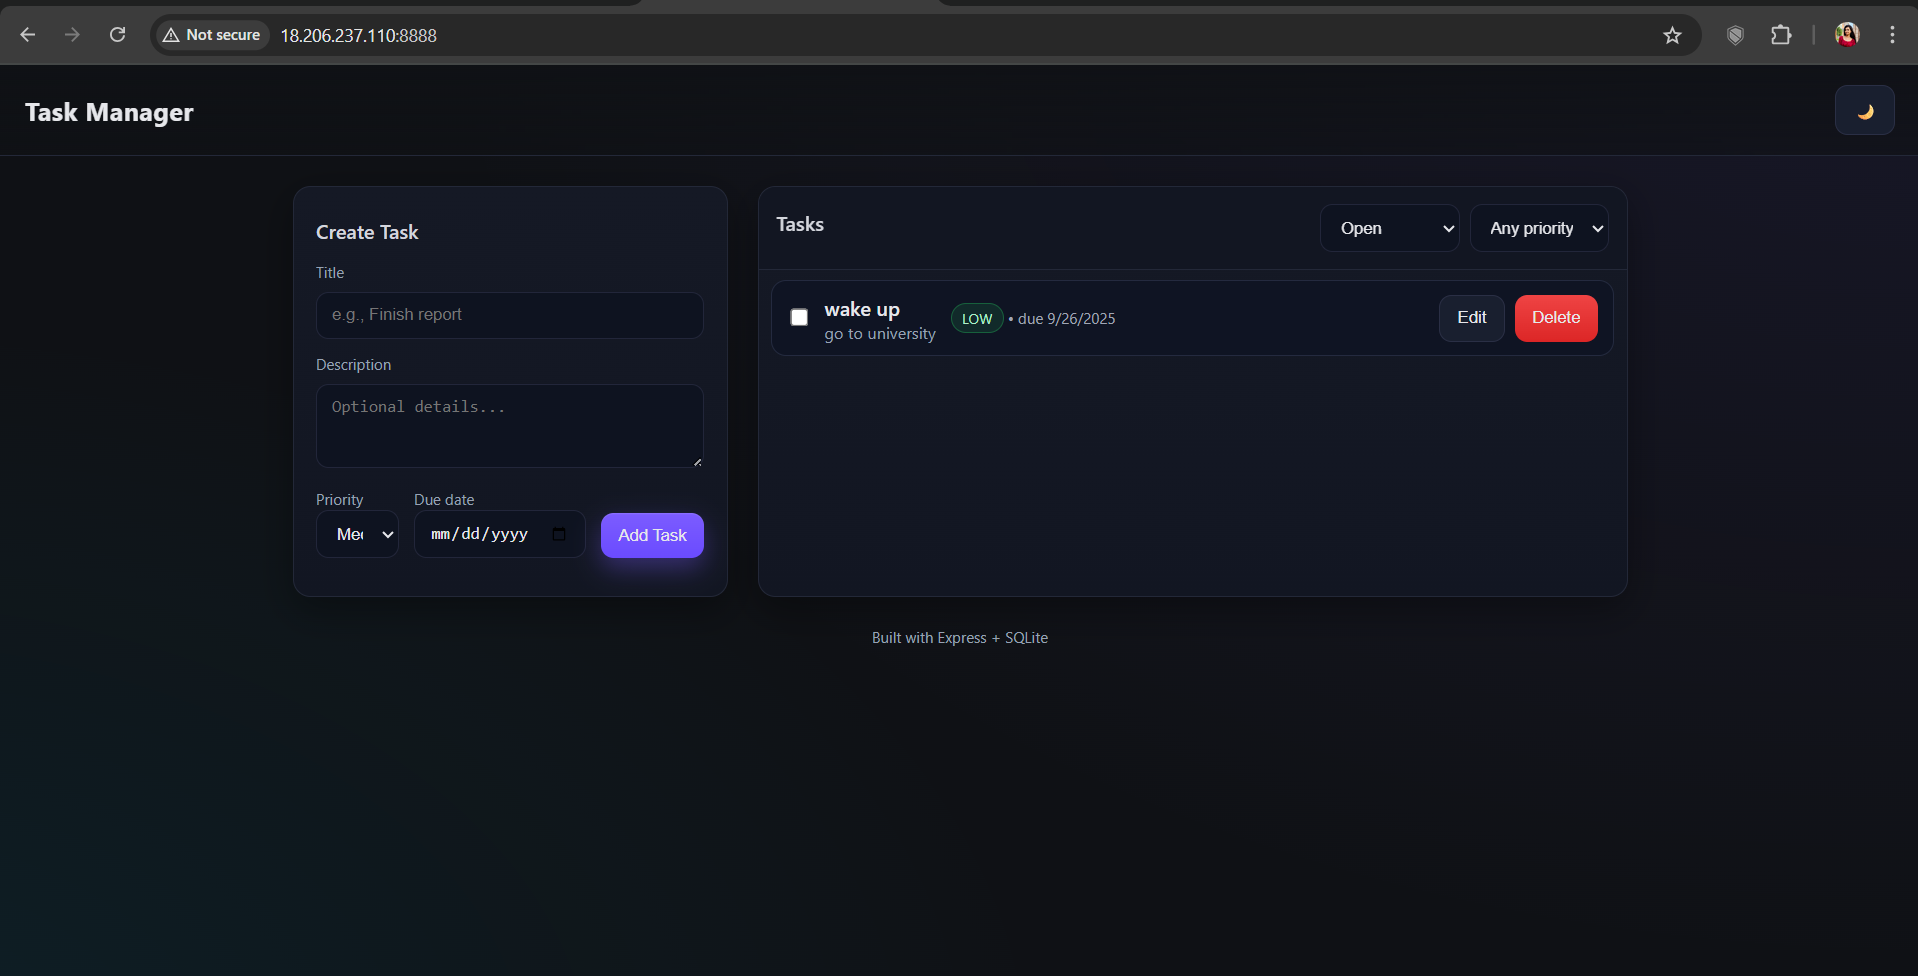 Not secure 18.206.237.110:8888
Task Manager
Create Task
Title
e.g., Finish report
Description
Optional details...
Priority Due date
Med mm/dd/yyyy Add Task
Tasks Open Any priority
wake up
go to university
LOW • due 9/26/2025
Edit Delete
Built with Express + SQLite